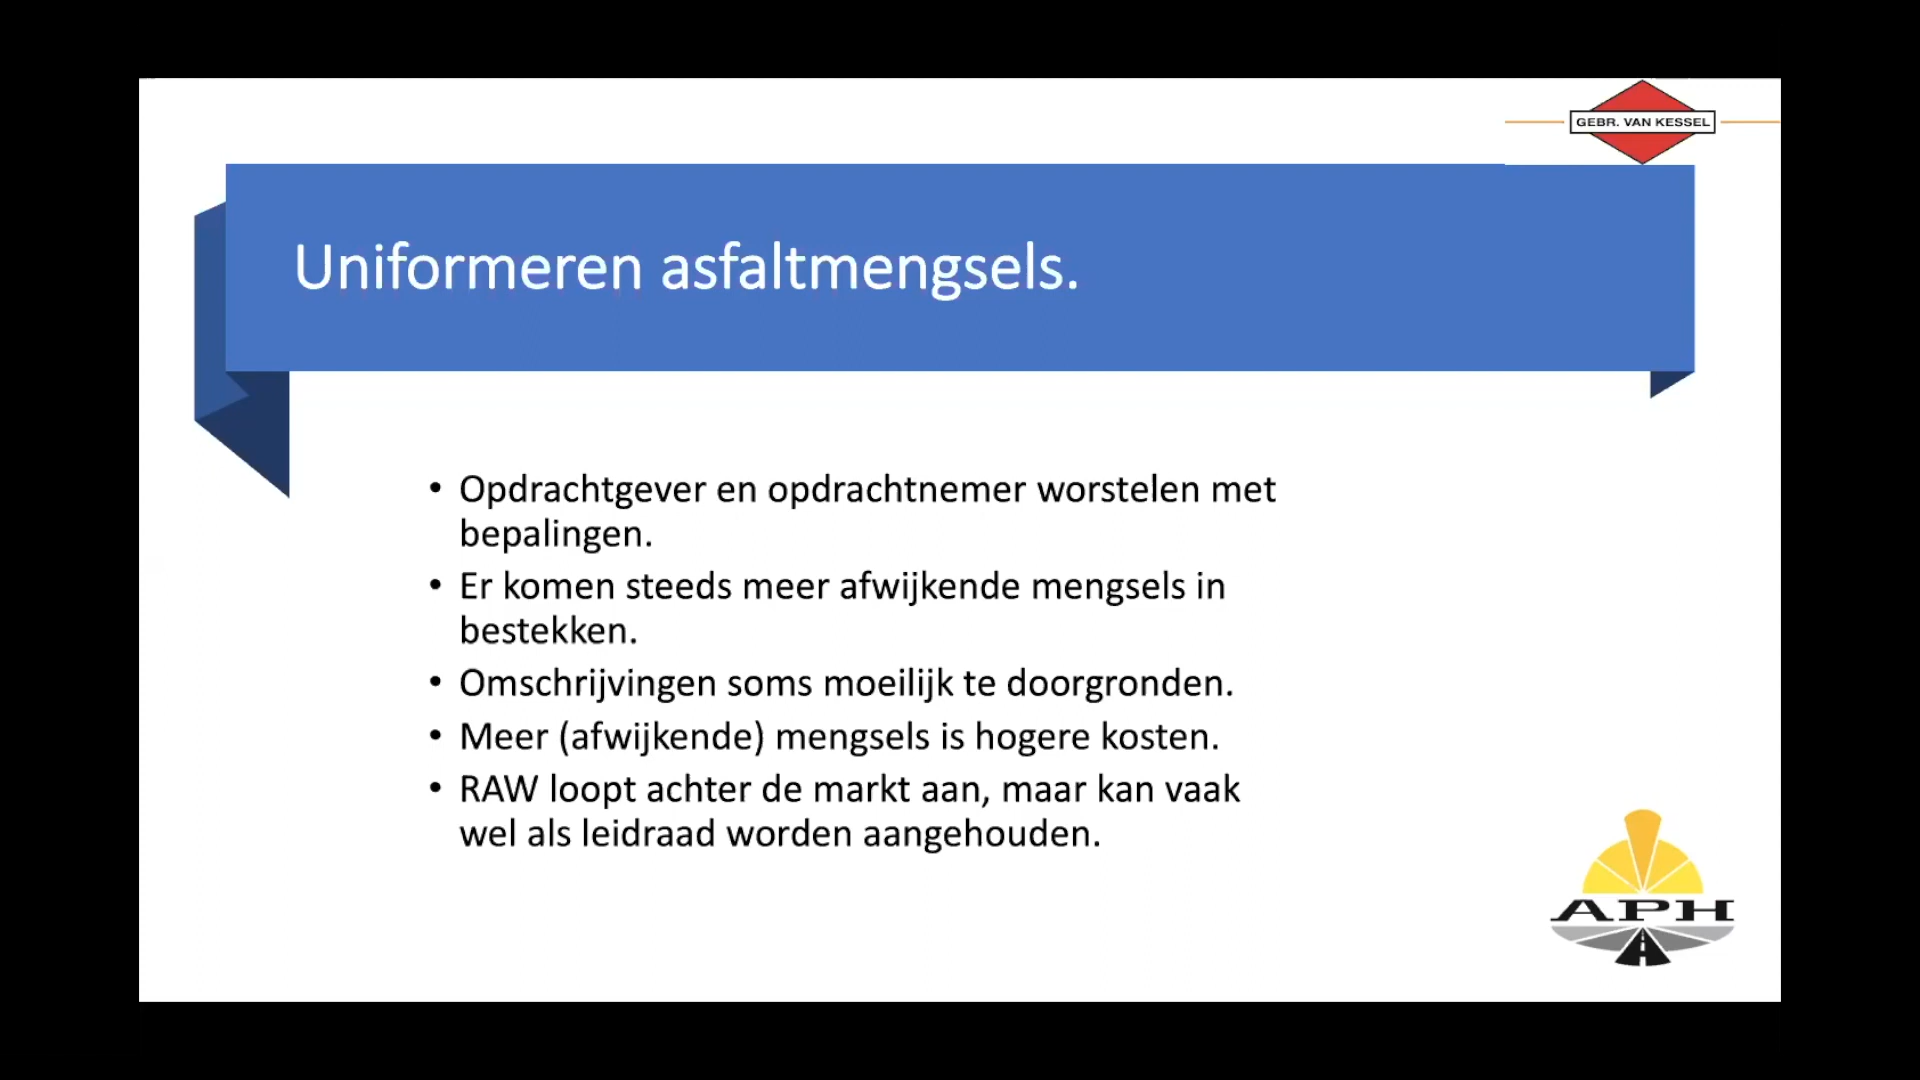 GEBR. VAN KESSEL
Uniformeren asfaltmengsels.
• Opdrachtgever en opdrachtnemer worstelen met
bepalingen.
• Er komen steeds meer afwijkende mengsels in
bestekken.
• Omschrijvingen soms moeilijk te doorgronden.
• Meer (afwijkende) mengsels is hogere kosten.
• RAW loopt achter de markt aan, maar kan vaak
wel als leidraad worden aangehouden.
APH